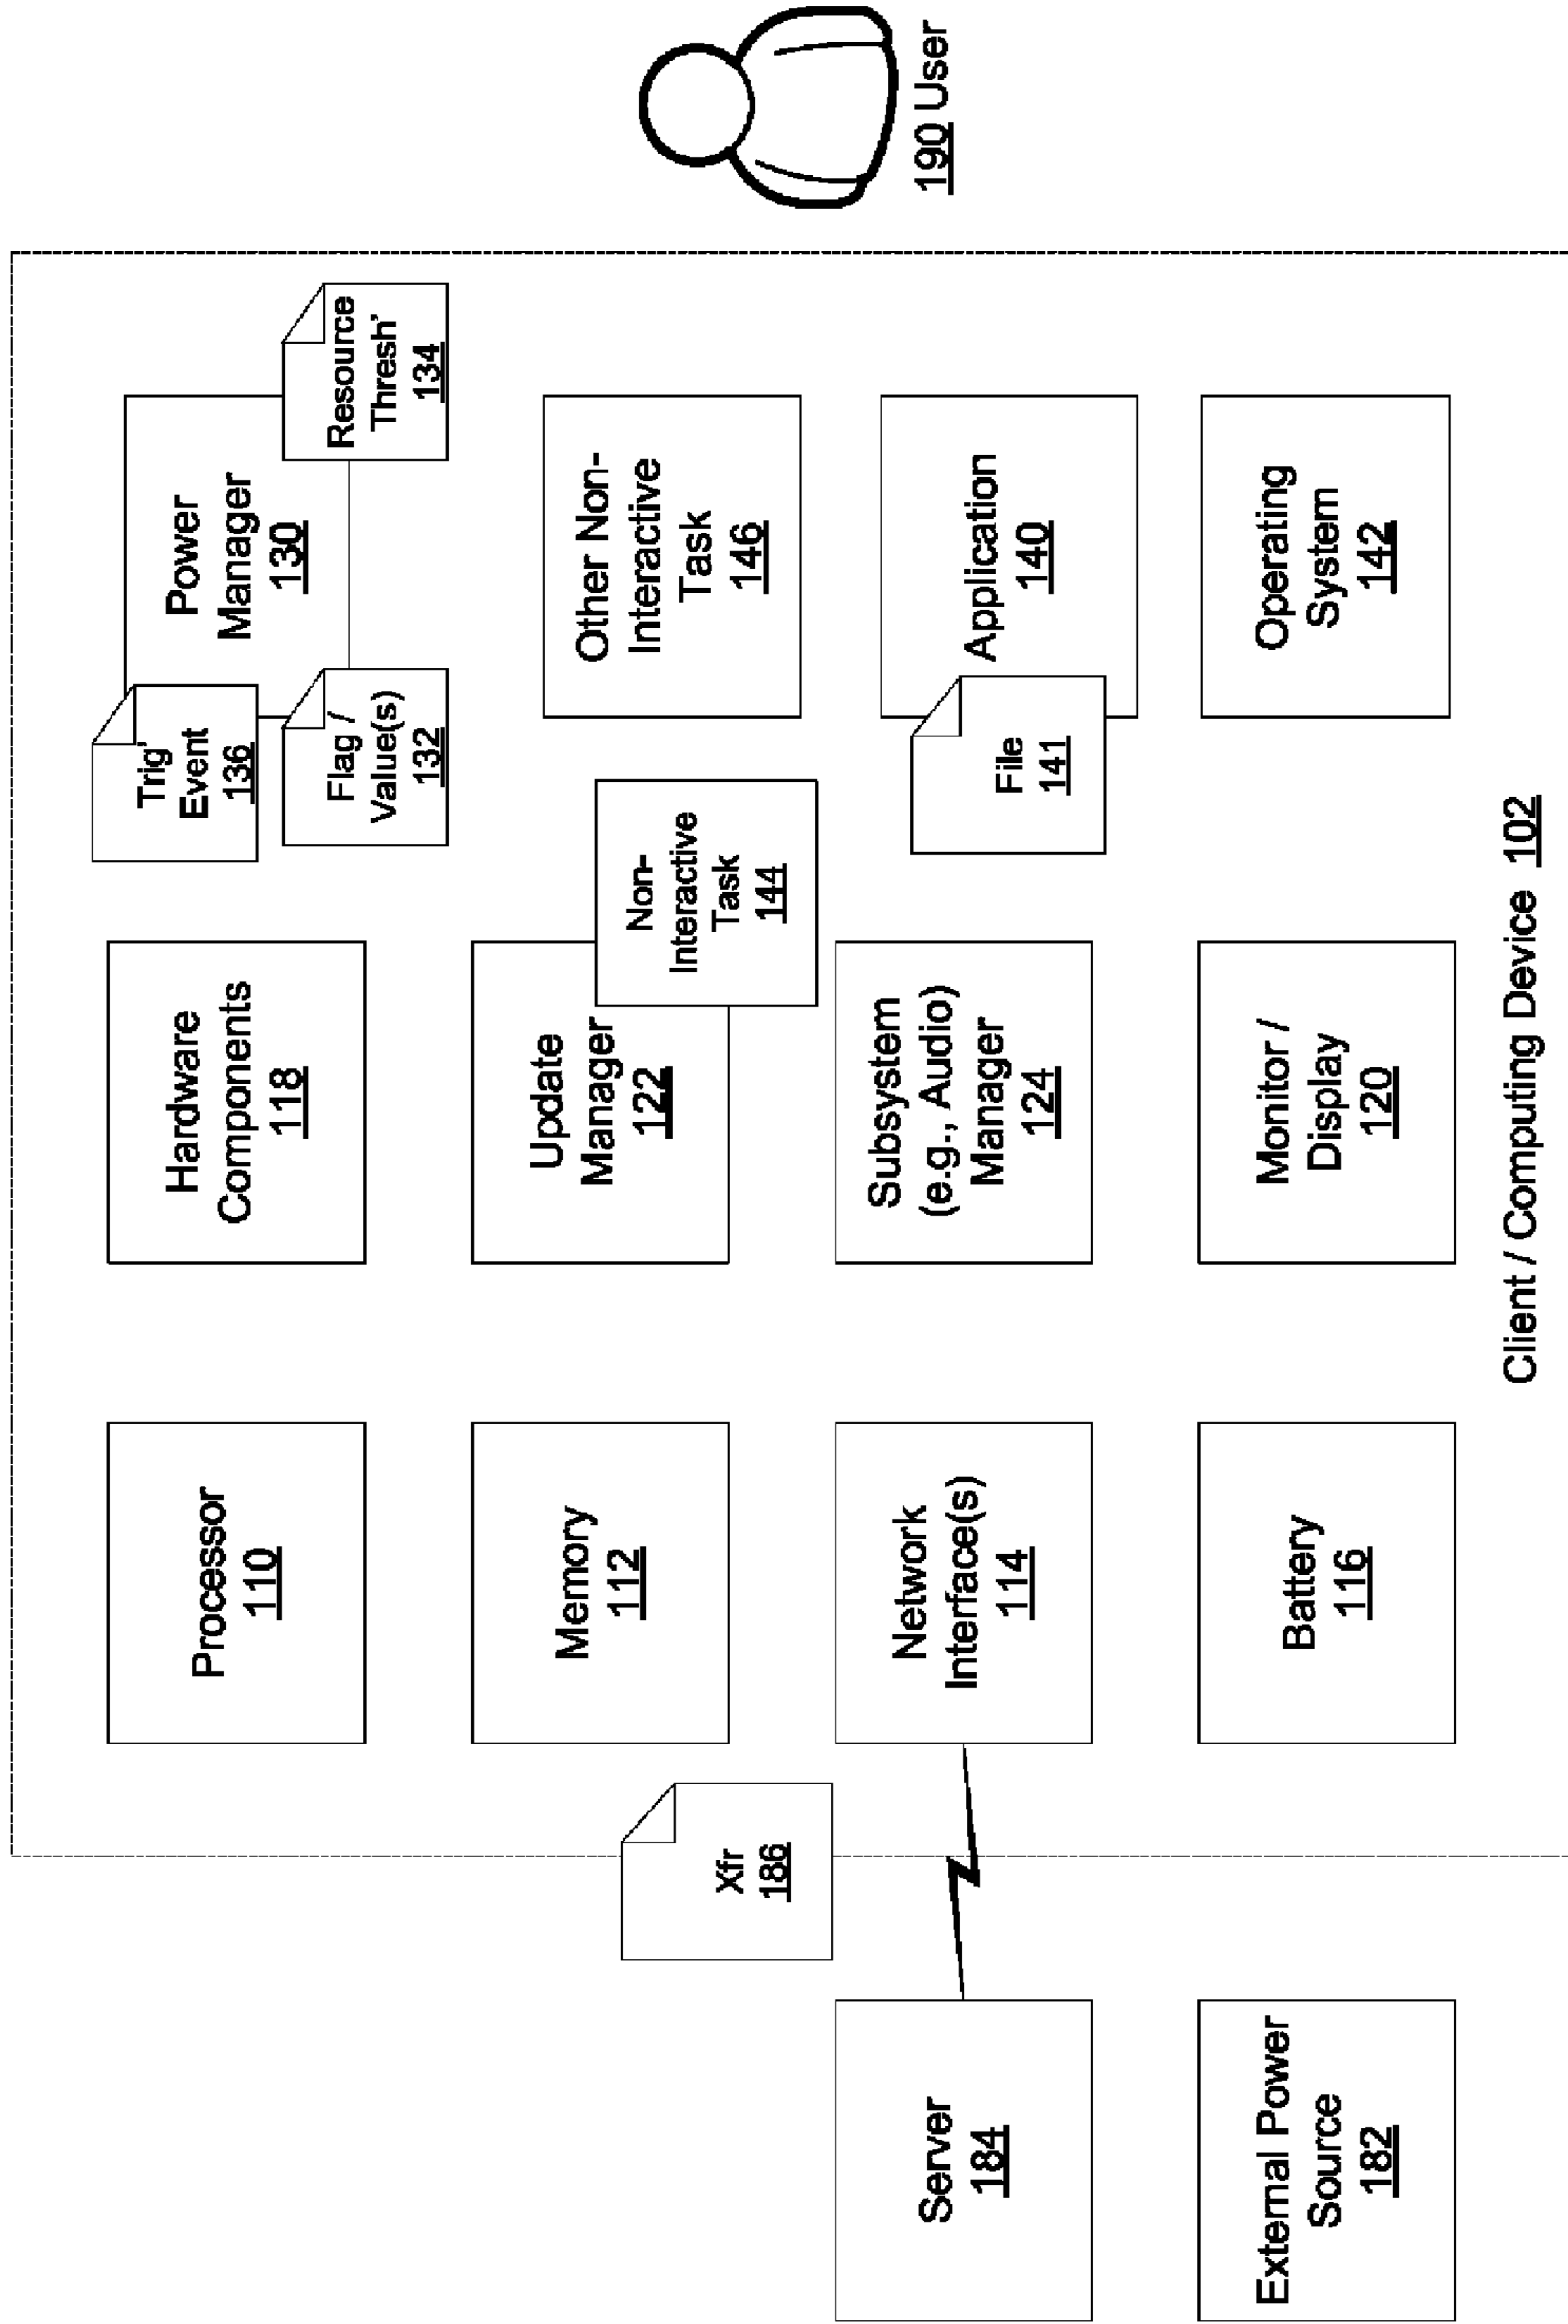 Processor
110
Hardware
Components
118
Trig'
Event
136
Power
Manager
130
Flag /
Value(s)
132
Resource
Thresh'
134
Xfr
186
Memory
112
Update
Manager
122
Non-
Interactive
Task
144
Other Non-
Interactive
Task
146
190 User
Server
184
Network
Interface(s)
114
Subsystem
(e.g., Audio)
Manager
124
File
141
Application
140
External Power
Source
182
Battery
116
Monitor /
Display
120
Operating
System
142
Client / Computing Device 102